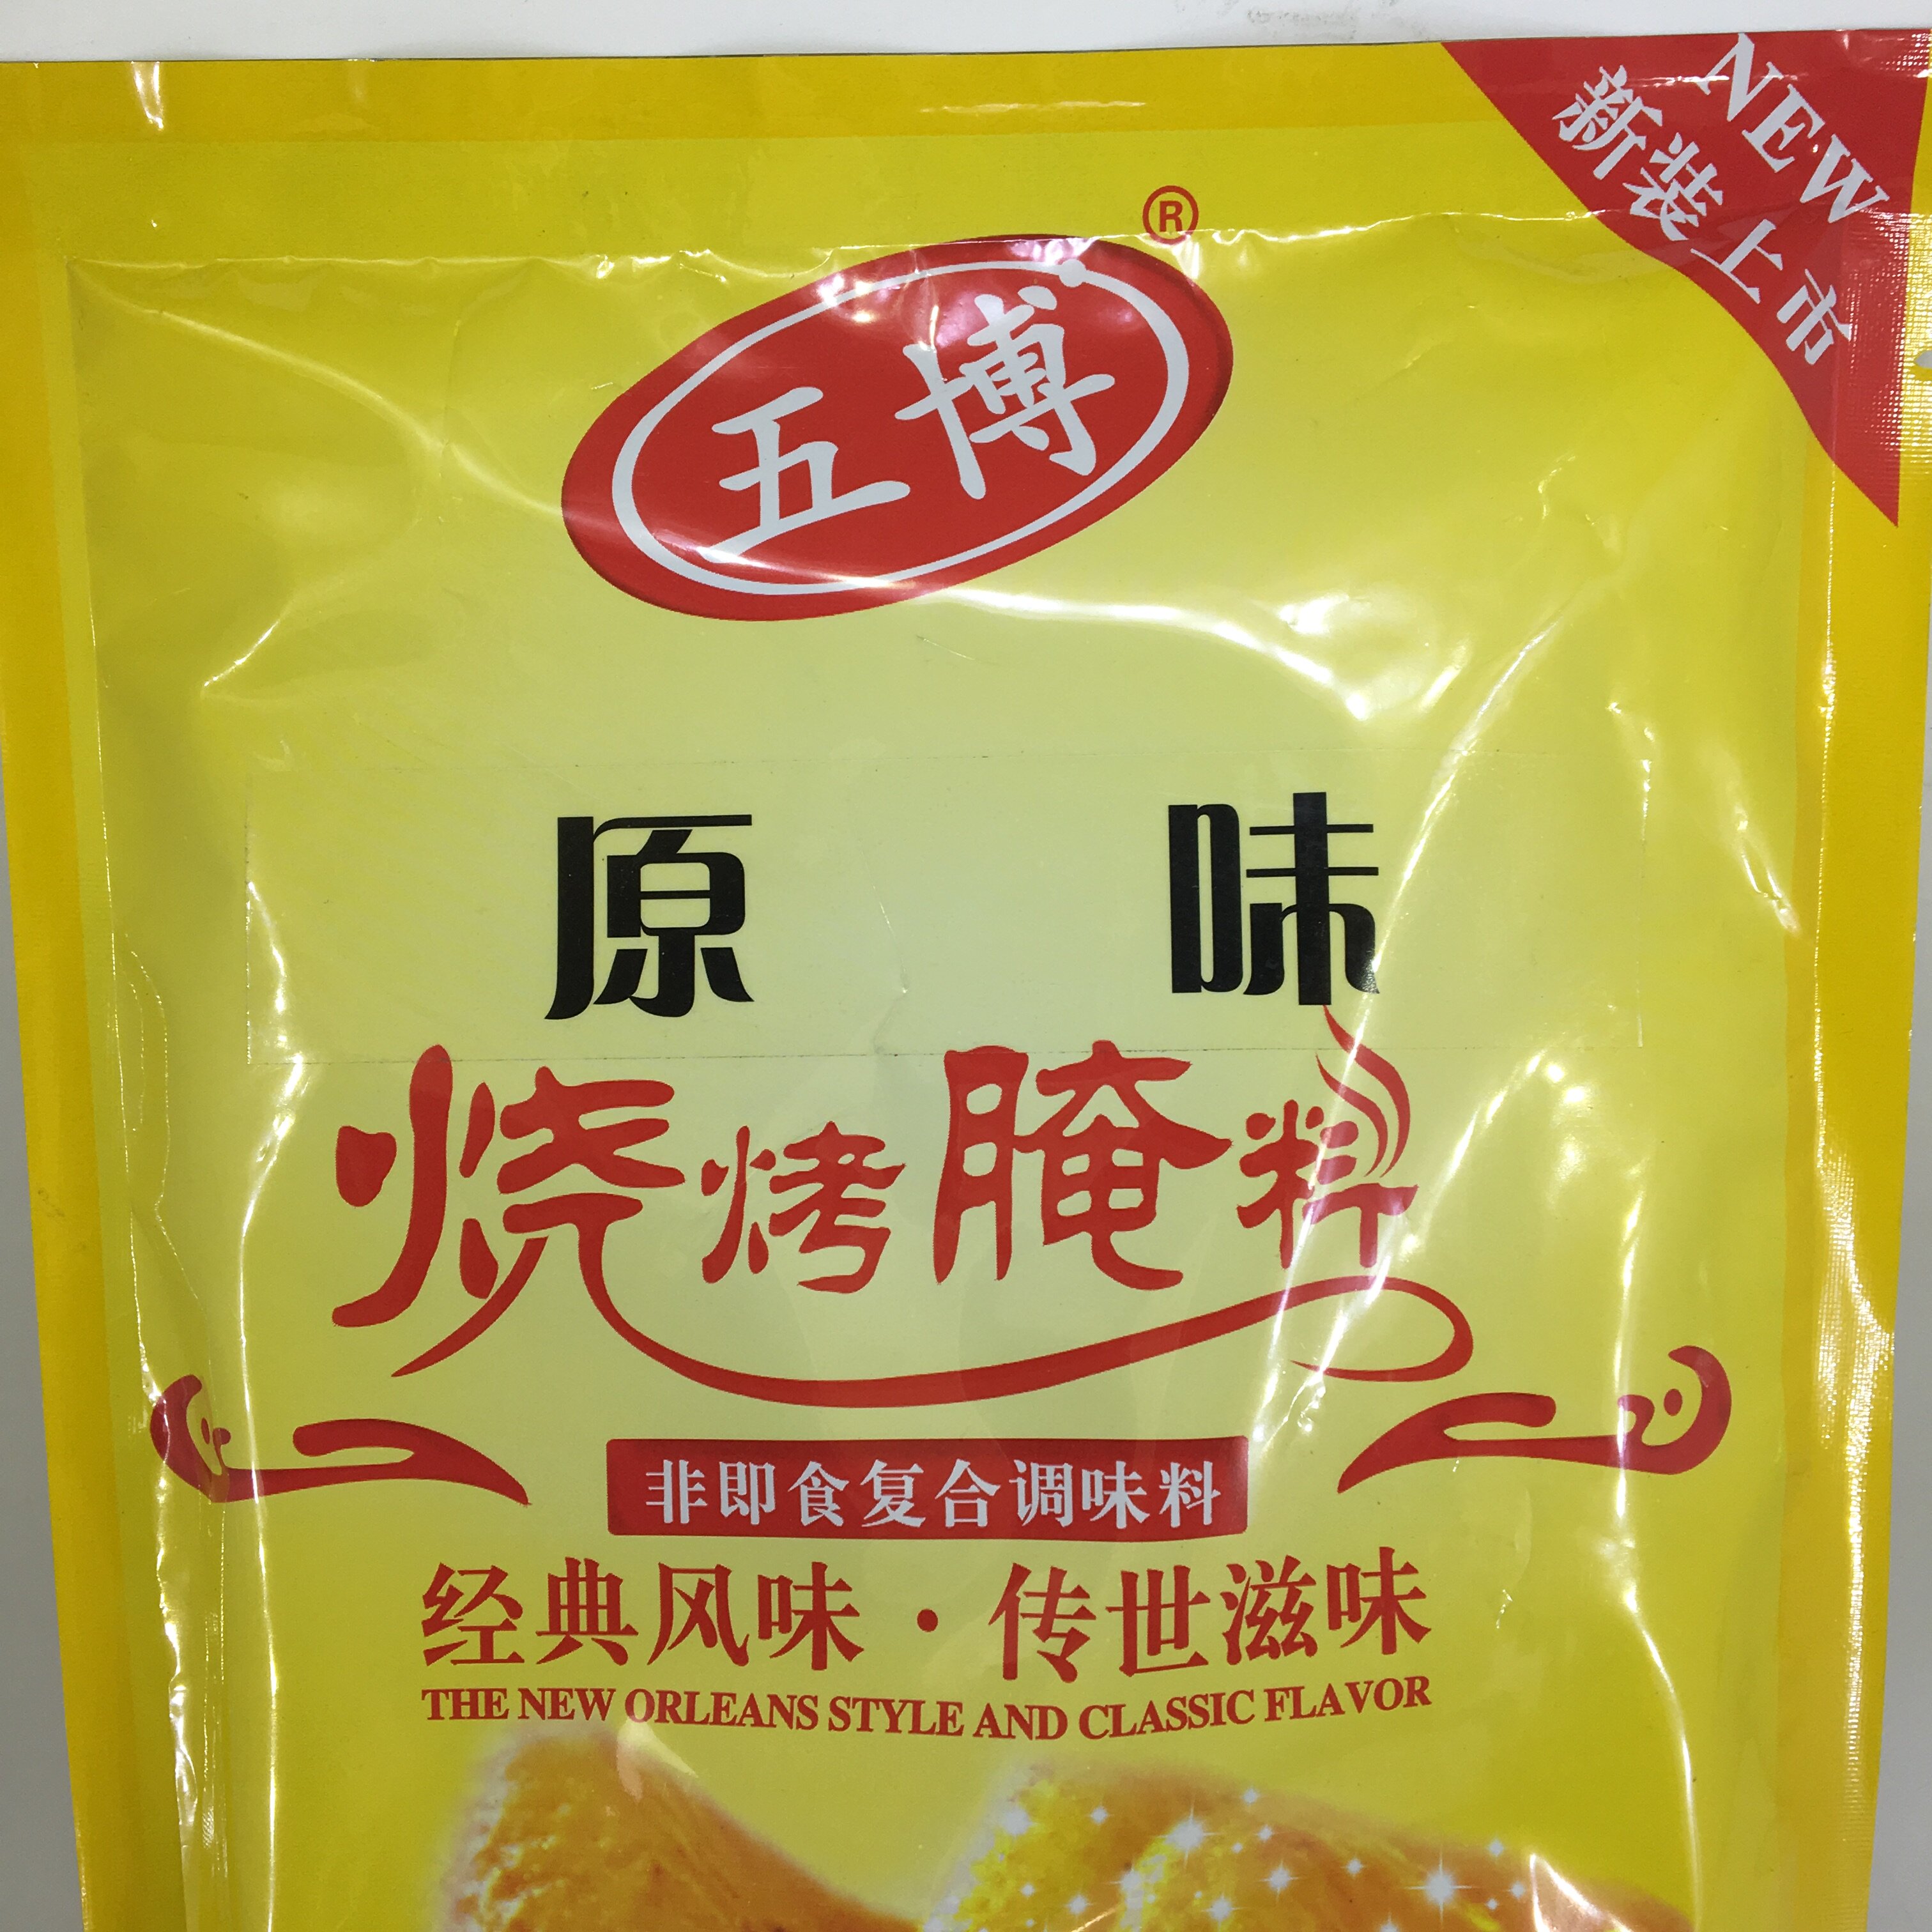 NEW
新装上市
®
五博
原味
烧烤腌料
非即食复合调味料
经典风味·传世滋味
THE NEW ORLEANS STYLE AND CLASSIC FLAVOR